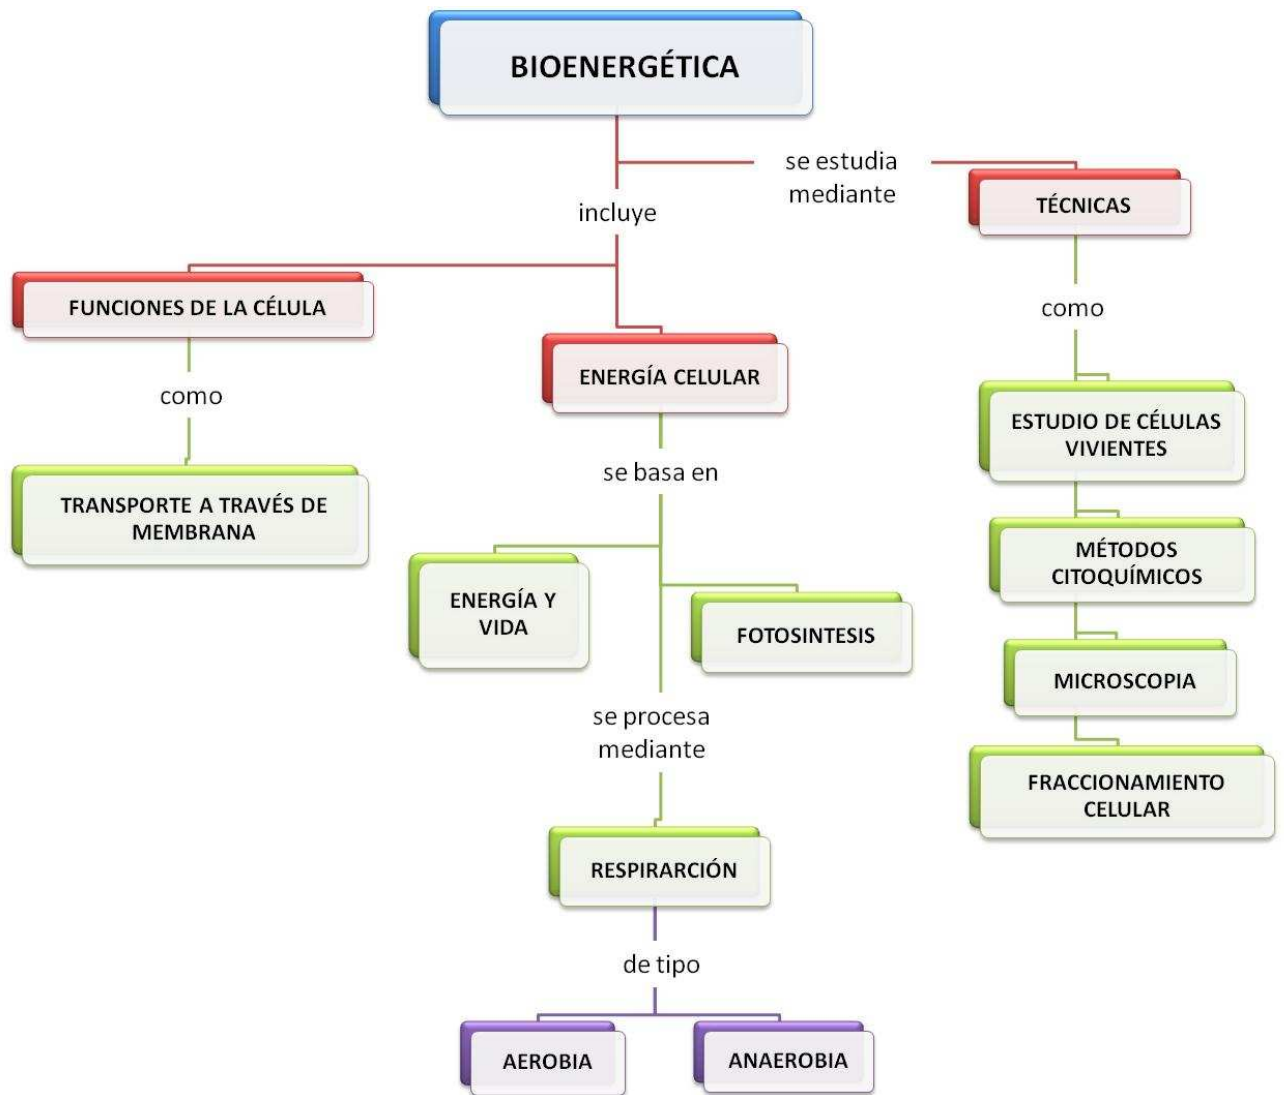 BIOENERGÉTICA
se estudia
mediante
TÉCNICAS
incluye
FUNCIONES DE LA CÉLULA
como
ENERGÍA CELULAR
como
ESTUDIO DE CÉLULAS
VIVIENTES
se basa en
TRANSPORTE A TRAVÉS DE
MEMBRANA
MÉTODOS
CITOQUÍMICOS
ENERGÍA Y
VIDA
FOTOSINTESIS
MICROSCOPIA
se procesa
mediante
FRACCIONAMIENTO
CELULAR
RESPIRARCIÓN
de tipo
AEROBIA
ANAEROBIA